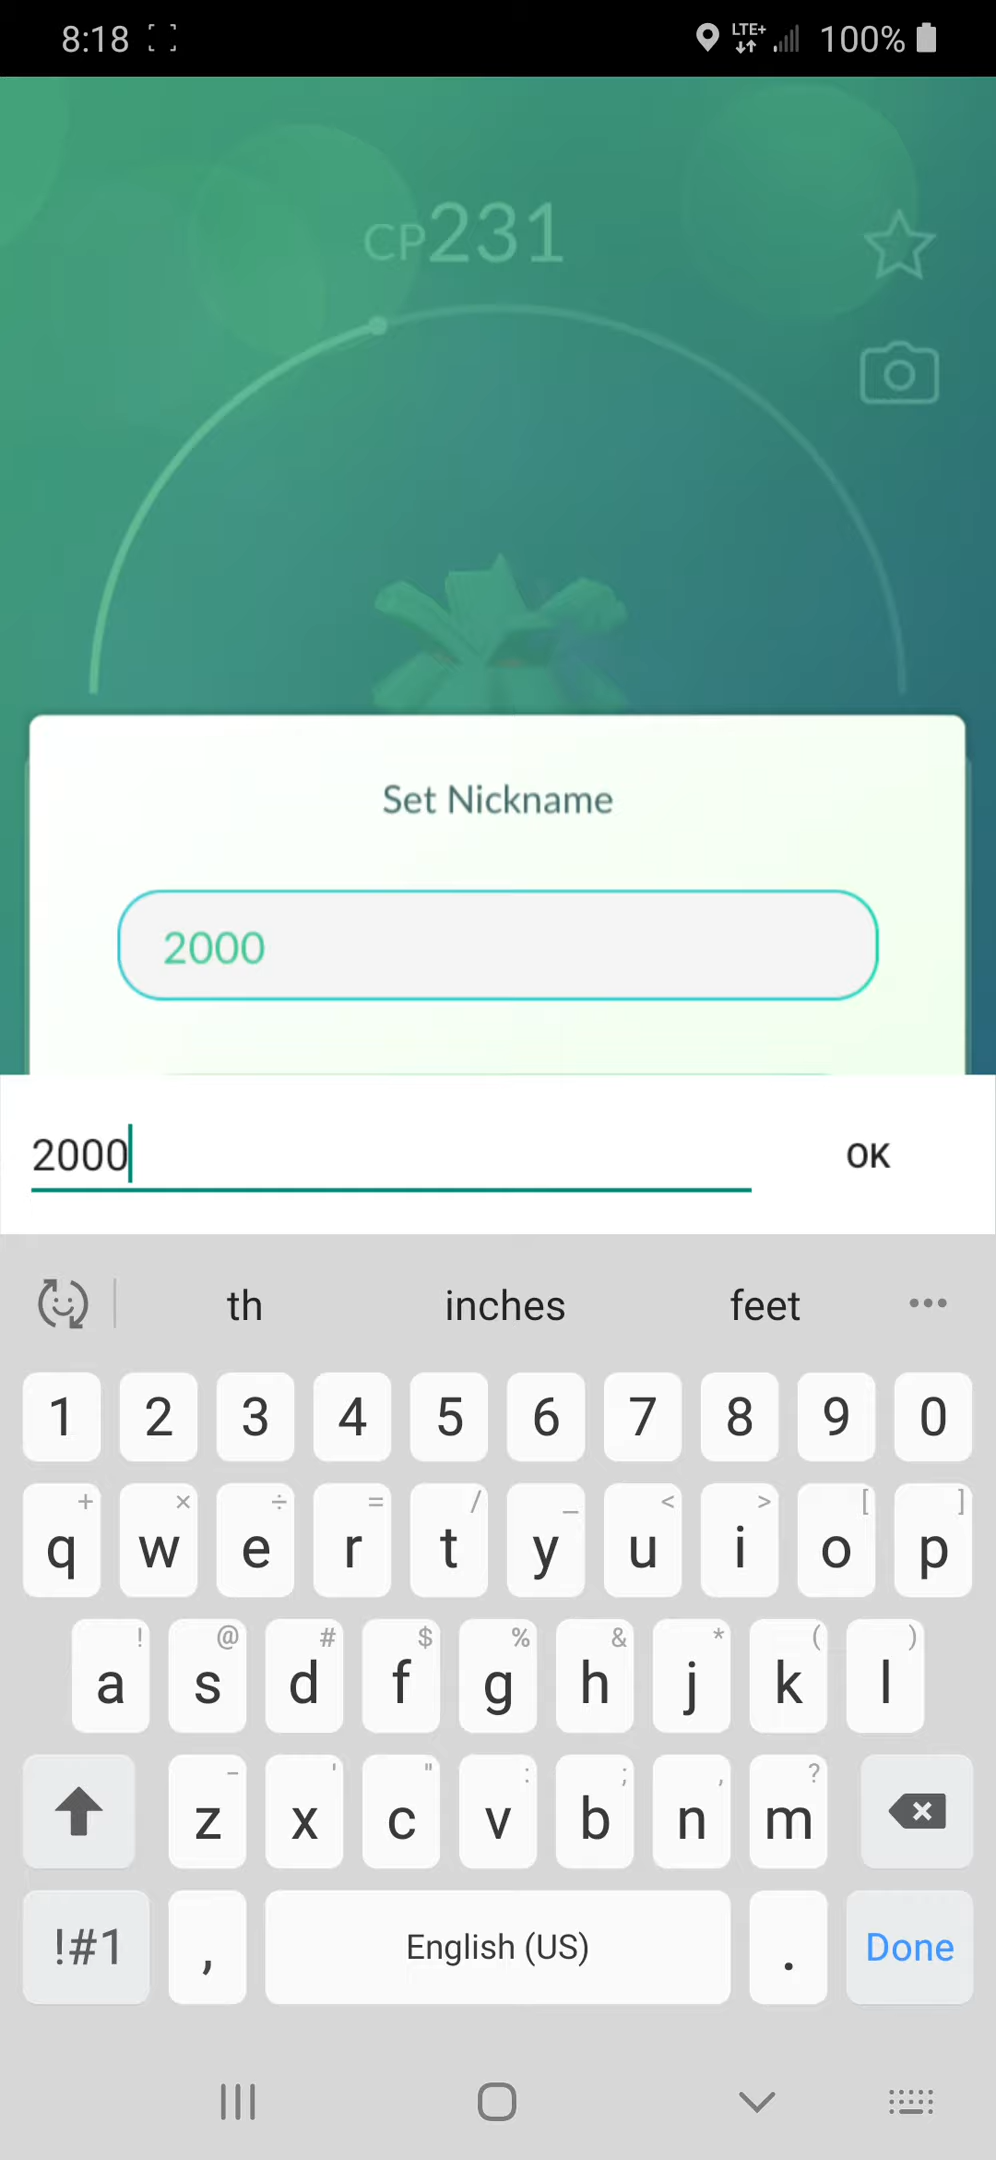 8:18 LTE+ 100%
CP231
Set Nickname
2000
2000 OK
th inches feet
1 2 3 4 5 6 7 8 9 0
+ × ÷ = / _ < > [ ]
q w e r t y u i o p
! @ # $ % & * ( )
a s d f g h j k l
- ' " : ; , ?
z x c v b n m
!#1 , English (US) . Done